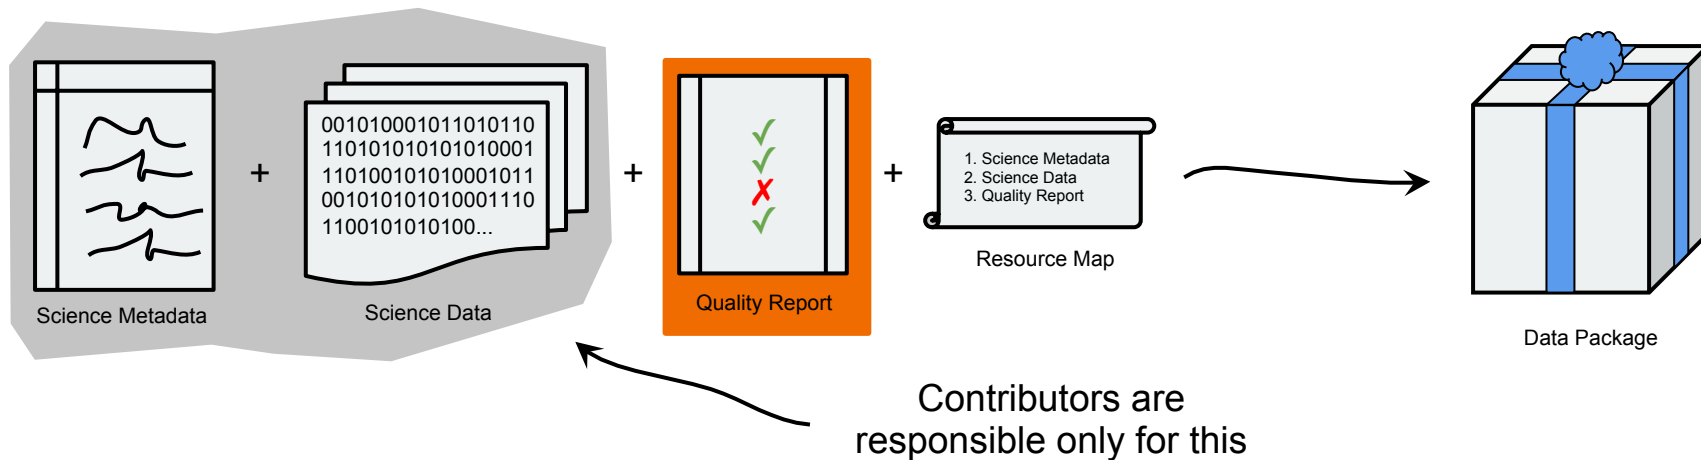 001010001011010110
110101010101010001
110100101010001011
001010101010001110
1100101010100...
Science Metadata
+
Science Data
+
Quality Report
+
1. Science Metadata
2. Science Data
3. Quality Report
Resource Map
Data Package
Contributors are
responsible only for this